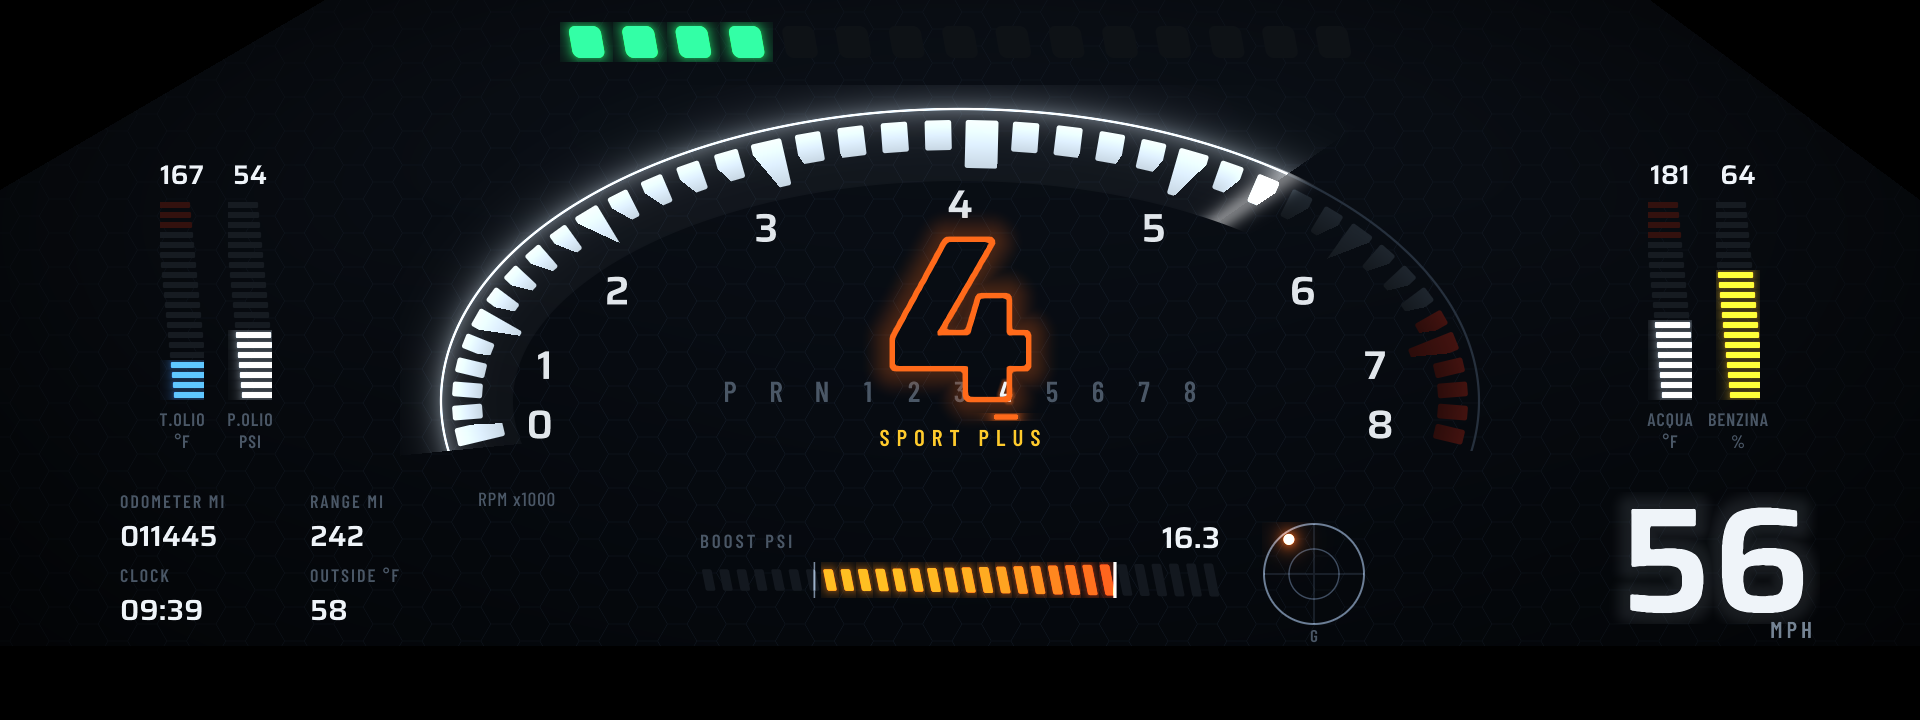 167 54
181 64
4
3 5
2 6
1 7
0 8
4
P R N 1 2 3 4 5 6 7 8
SPORT PLUS
T.OLIO °F
P.OLIO PSI
ACQUA °F
BENZINA %
ODOMETER MI
011445
RANGE MI
242
CLOCK
09:39
OUTSIDE °F
58
RPM x1000
BOOST PSI
16.3
G
56
MPH